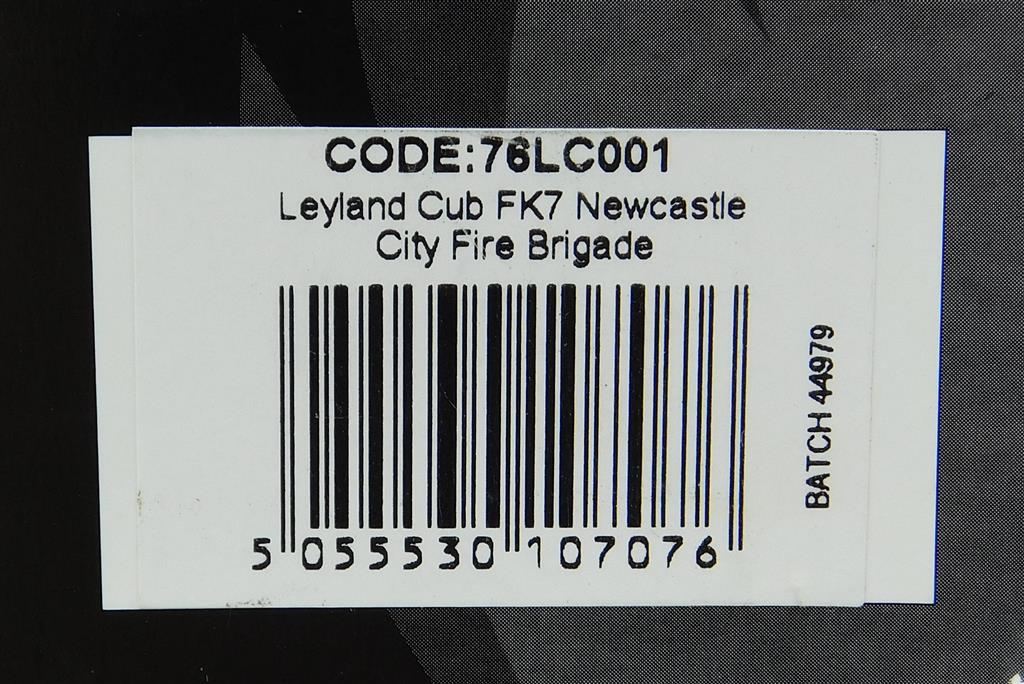 CODE:76LC001
Leyland Cub FK7 Newcastle
City Fire Brigade
5 055530 107076
BATCH 44979